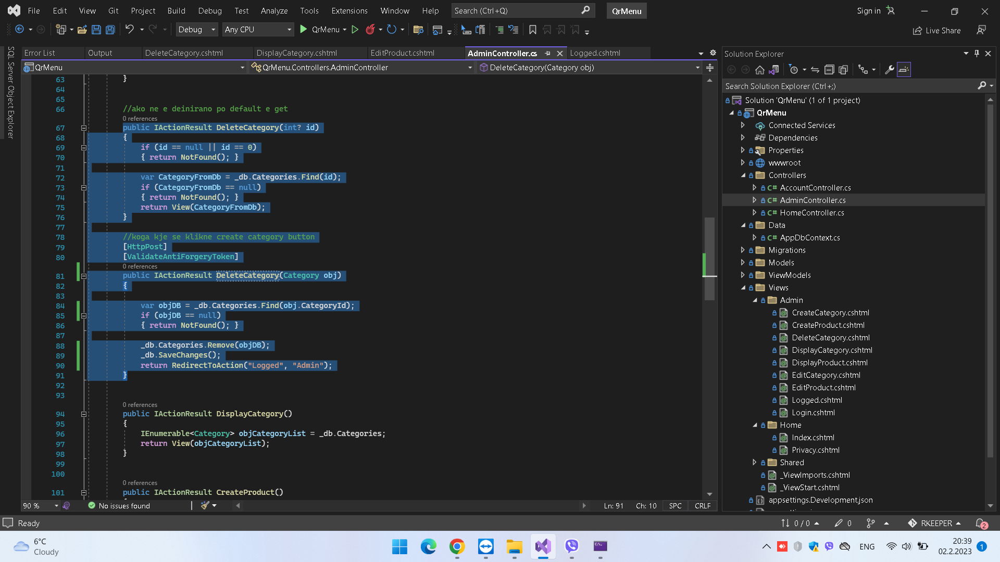 File Edit View Git Project Build Debug Test Analyze Tools Extensions Window Help Search (Ctrl+Q) QrMenu Sign in
Debug Any CPU QrMenu Live Share
SQL Server Object Explorer
Error List Output DeleteCategory.cshtml DisplayCategory.cshtml EditProduct.cshtml AdminController.cs Logged.cshtml
QrMenu QrMenu.Controllers.AdminController DeleteCategory(Category obj)
63 }
64
65
66 //ako ne e deinirano po default e get
0 references
67 public IActionResult DeleteCategory(int? id)
68 {
69 if (id == null || id == 0)
70 { return NotFound(); }
71
72 var CategoryFromDb = _db.Categories.Find(id);
73 if (CategoryFromDb == null)
74 { return NotFound(); }
75 return View(CategoryFromDb);
76 }
77
78 //koga kje se klikne create category button
79 [HttpPost]
80 [ValidateAntiForgeryToken]
0 references
81 public IActionResult DeleteCategory(Category obj)
82 {
83
84 var objDB = _db.Categories.Find(obj.CategoryId);
85 if (objDB == null)
86 { return NotFound(); }
87
88 _db.Categories.Remove(objDB);
89 _db.SaveChanges();
90 return RedirectToAction("Logged", "Admin");
91 }
92
93
0 references
94 public IActionResult DisplayCategory()
95 {
96 IEnumerable<Category> objCategoryList = _db.Categories;
97 return View(objCategoryList);
98 }
99
100
0 references
101 public IActionResult CreateProduct()
90 % No issues found Ln: 91 Ch: 10 SPC CRLF
Solution Explorer
Search Solution Explorer (Ctrl+;)
Solution 'QrMenu' (1 of 1 project)
QrMenu
Connected Services
Dependencies
Properties
wwwroot
Controllers
C# AccountController.cs
C# AdminController.cs
C# HomeController.cs
Data
C# AppDbContext.cs
Migrations
Models
ViewModels
Views
Admin
CreateCategory.cshtml
CreateProduct.cshtml
DeleteCategory.cshtml
DisplayCategory.cshtml
DisplayProduct.cshtml
EditCategory.cshtml
EditProduct.cshtml
Logged.cshtml
Login.cshtml
Home
Index.cshtml
Privacy.cshtml
Shared
_ViewImports.cshtml
_ViewStart.cshtml
appsettings.Development.json
Ready 0 / 0 0 RKEEPER 2
6°C
Cloudy
ENG
20:39
02.2.2023 1